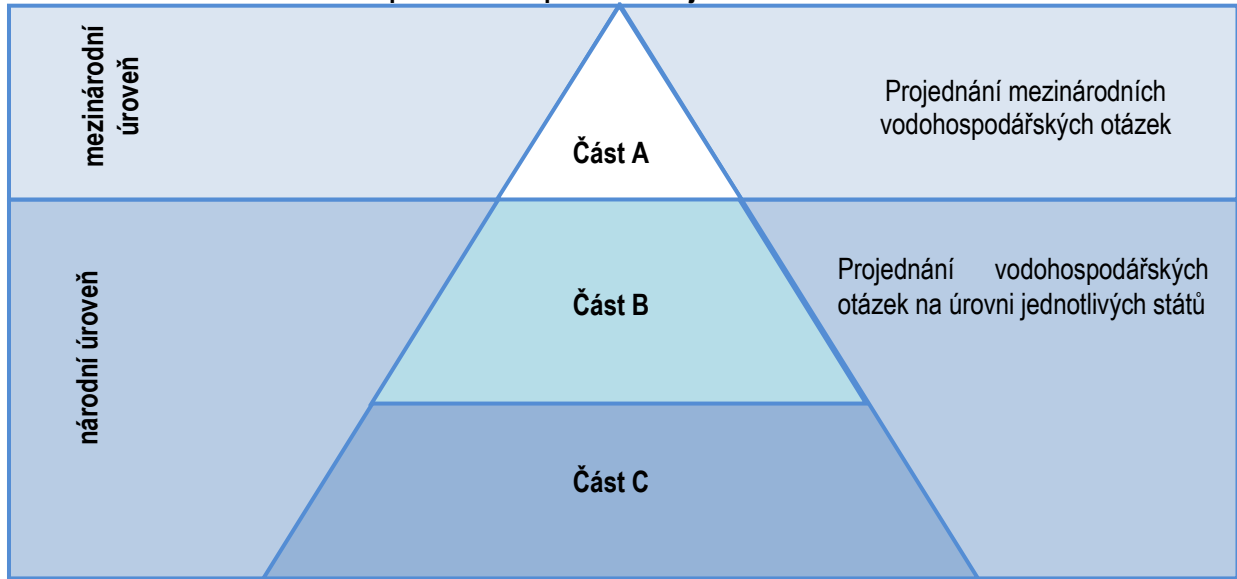 mezinárodní
úroveň
Projednání mezinárodních
vodohospodářských otázek
Část A
národní úroveň
Projednání vodohospodářských
otázek na úrovni jednotlivých států
Část B
Část C